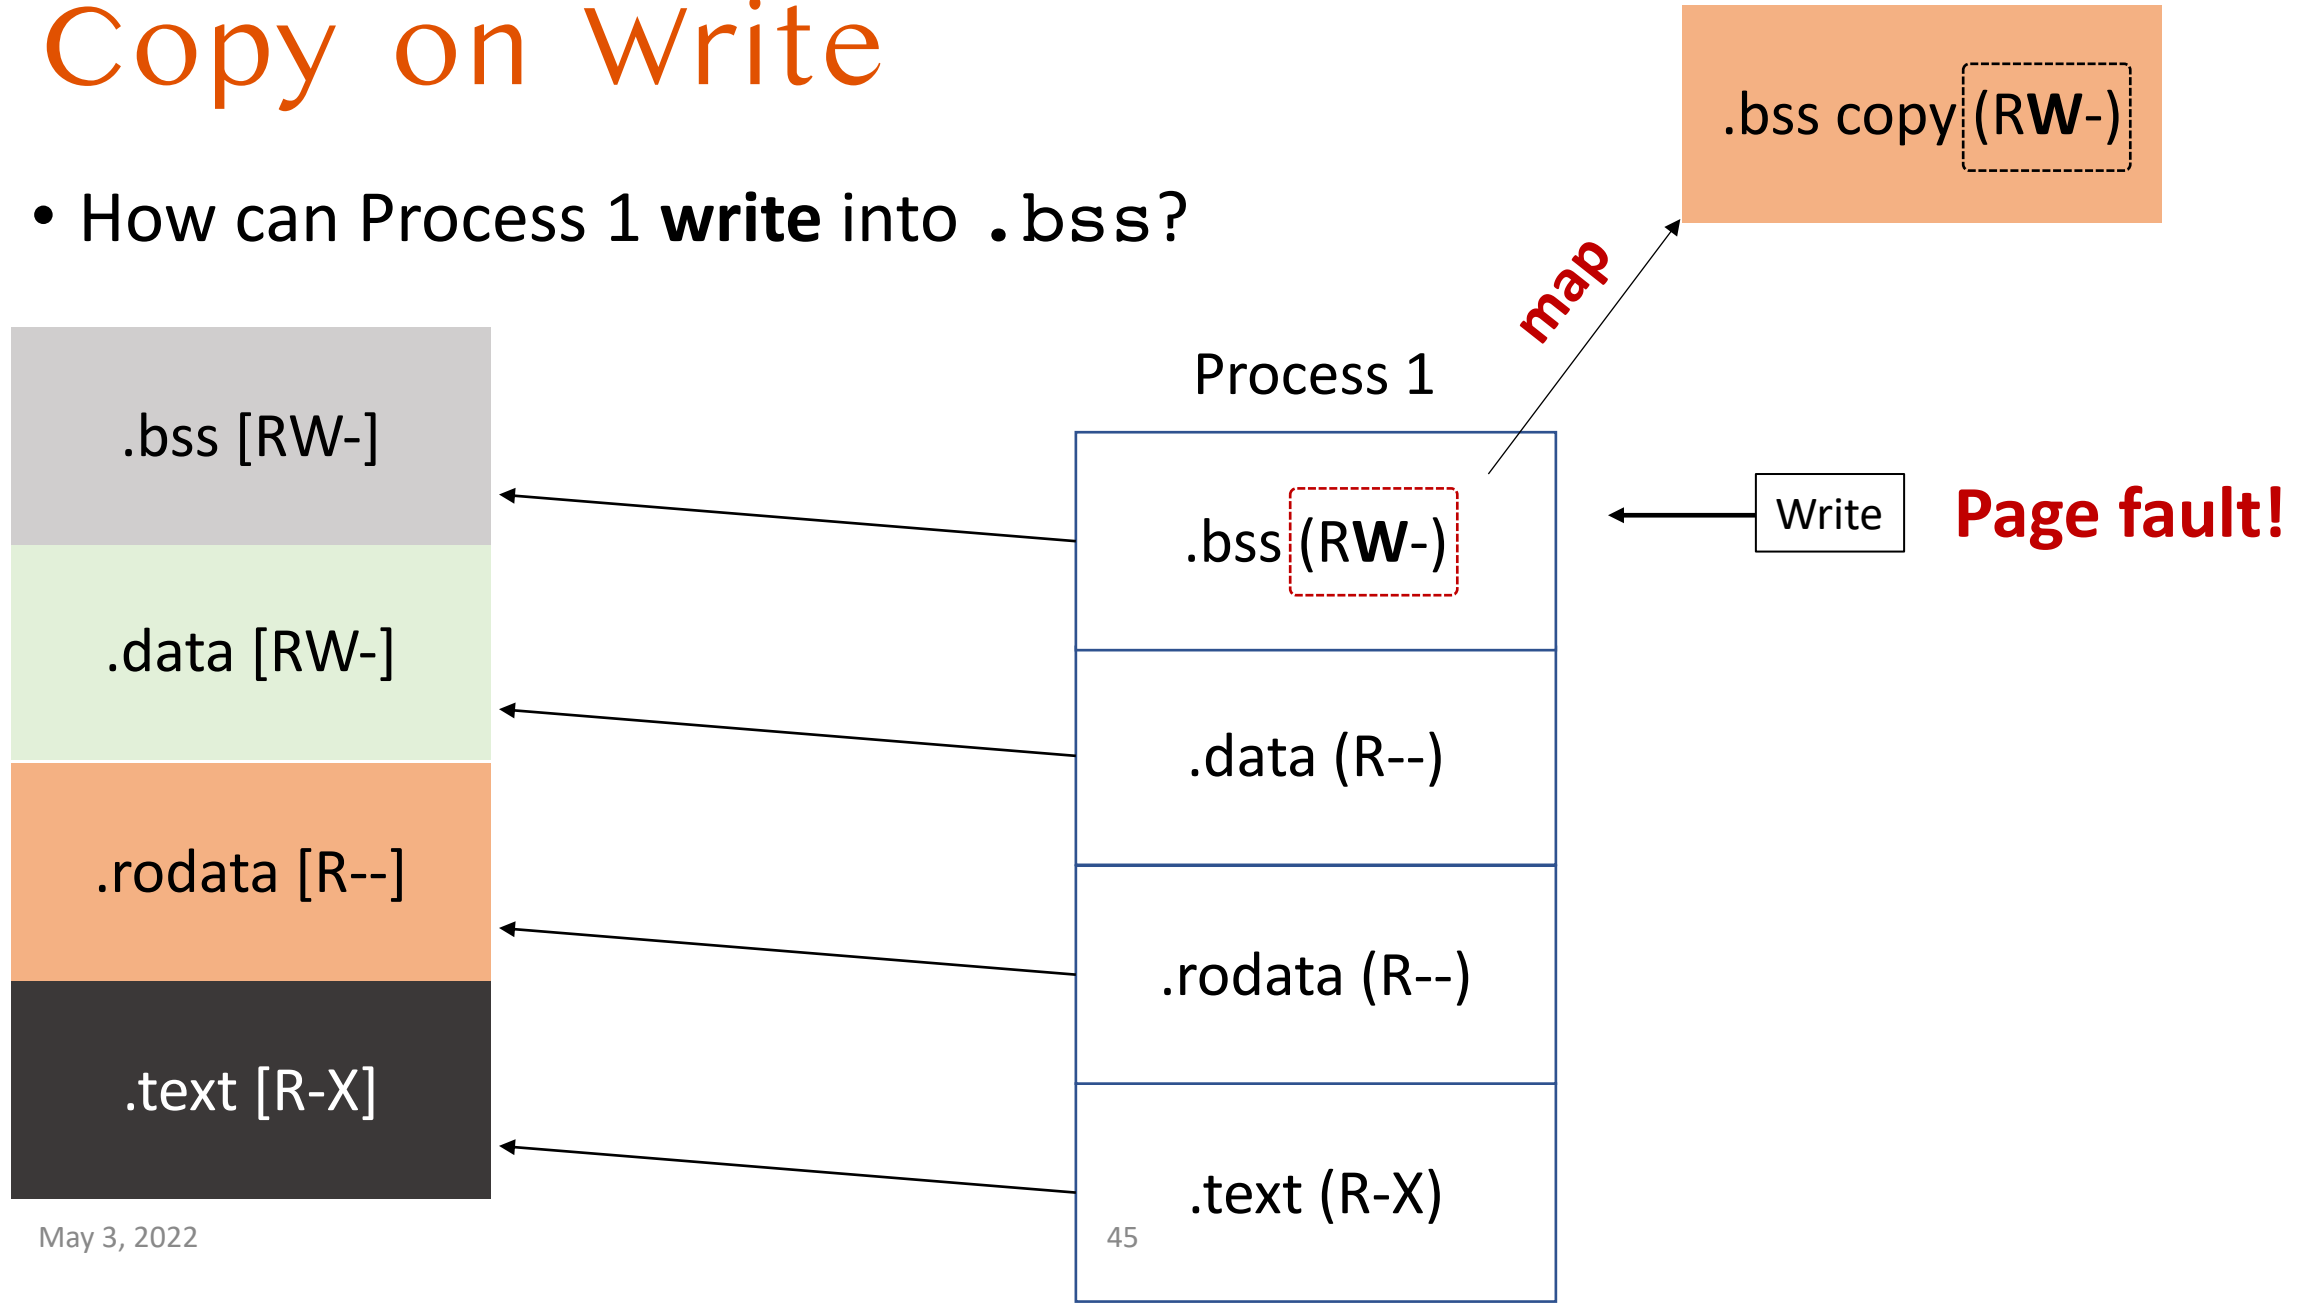 Copy on Write
.bss copy (RW-)
• How can Process 1 write into .bss?
map
Process 1
.bss [RW-]
.bss (RW-)
Write
Page fault!
.data [RW-]
.data (R--)
.rodata [R--]
.rodata (R--)
.text [R-X]
.text (R-X)
May 3, 2022
45